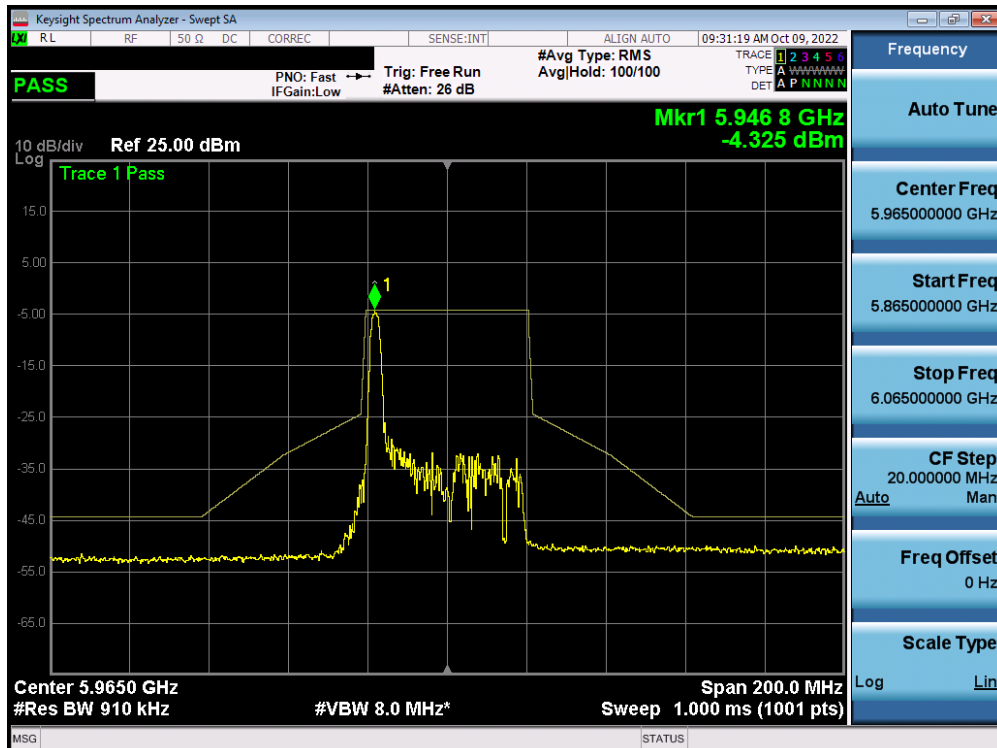 Keysight Spectrum Analyzer - Swept SA
LXI RL RF 50 Ω DC CORREC SENSE:INT ALIGN AUTO 09:31:19 AM Oct 09, 2022
PASS
PNO: Fast
IFGain:Low
Trig: Free Run
#Atten: 26 dB
#Avg Type: RMS
Avg|Hold: 100/100
TRACE 1 2 3 4 5 6
TYPE A WWWWW
DET A P N N N N
Mkr1 5.946 8 GHz
-4.325 dBm
10 dB/div Ref 25.00 dBm
Log
Trace 1 Pass
15.0
5.00
1
-5.00
-15.0
-25.0
-35.0
-45.0
-55.0
-65.0
Center 5.9650 GHz Span 200.0 MHz
#Res BW 910 kHz #VBW 8.0 MHz* Sweep 1.000 ms (1001 pts)
MSG STATUS
Frequency
Auto Tune
Center Freq
5.965000000 GHz
Start Freq
5.865000000 GHz
Stop Freq
6.065000000 GHz
CF Step
20.000000 MHz
Auto Man
Freq Offset
0 Hz
Scale Type
Log Lin